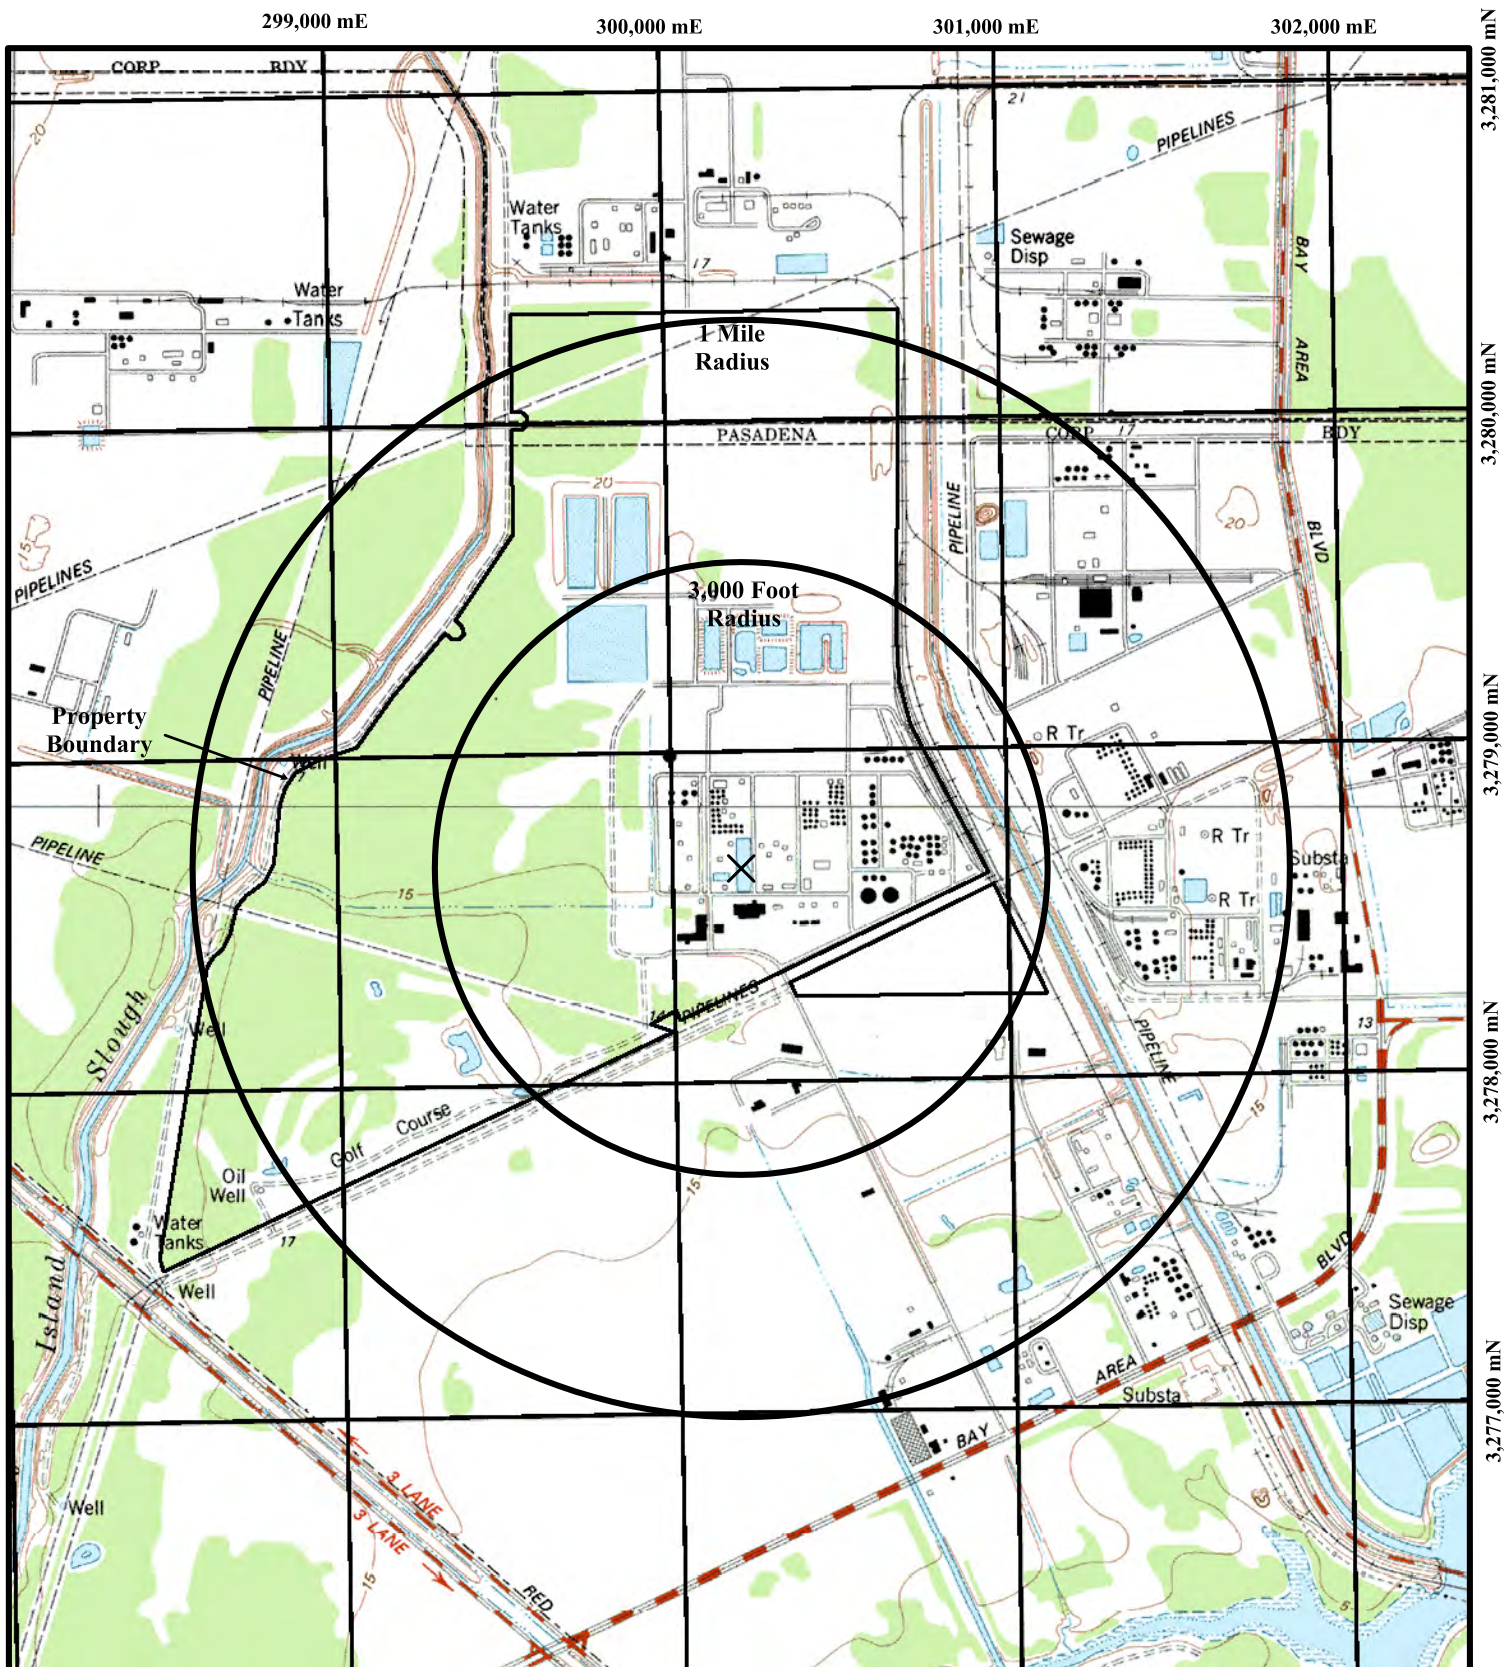 299,000 mE
300,000 mE
301,000 mE
302,000 mE
3,281,000 mN
CORP
BDY
20
21
PIPELINES
Water
Tanks
17
Sewage
Disp
BAY
Water
Tanks
1 Mile
Radius
AREA
3,280,000 mN
PASADENA
CORP
17
BDY
20
PIPELINE
20
BLVD
15
PIPELINES
3,000 Foot
Radius
PIPELINE
3,279,000 mN
Property
Boundary
R Tr
Well
PIPELINE
R Tr
Substa
15
R Tr
PIPELINES
14
Slough
Well
PIPELINE
13
3,278,000 mN
Golf Course
15
Oil
Well
15
Water
Tanks
17
BLVD
Well
Island
Sewage
Disp
AREA
Substa
3,277,000 mN
BAY
3 LANE
3 LANE
Well
RED
15
5